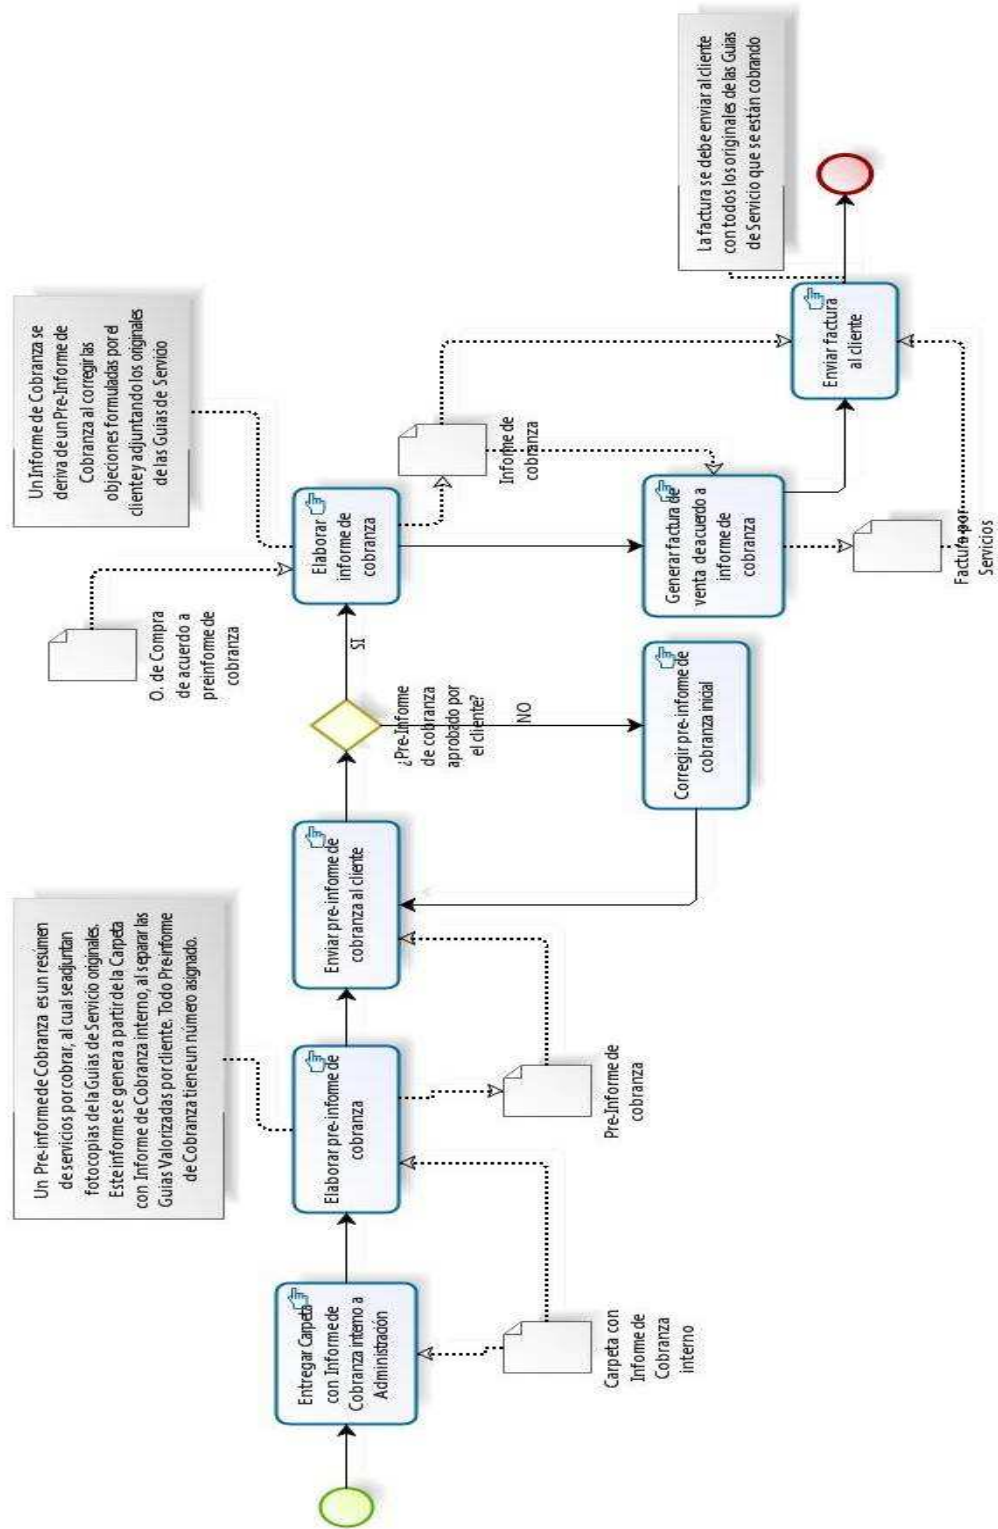 Un Pre-informe de Cobranza es un resúmen
de servicios por cobrar, al cual se adjuntan
fotocopias de la Guías de Servicio originales.
Este informe se genera a partir de la Carpeta
con Informe de Cobranza interno, al separar las
Guías Valorizadas por cliente. Todo Pre-informe
de Cobranza tiene un número asignado.
Un Informe de Cobranza se
deriva de un Pre-Informe de
Cobranza al corregir las
objeciones formuladas por el
cliente y adjuntando los originales
de las Guías de Servicio
O. de Compra
de acuerdo a
preinforme de
cobranza
Entregar Carpeta
con Informe de
Cobranza interno a
Administración
Elaborar pre-informe de
cobranza
Enviar pre-informe de
cobranza al cliente
¿Pre-Informe
de cobranza
aprobado por
el cliente?
SI
NO
Elaborar
informe de
cobranza
Carpeta con
Informe de
Cobranza
interno
Pre-Informe de
cobranza
Corregir pre-informe de
cobranza inicial
Informe de
cobranza
Generar factura de
venta de acuerdo a
informe de
cobranza
Factura por
Servicios
Enviar factura
al cliente
La factura se debe enviar al cliente
con todos los originales de las Guías
de Servicio que se están cobrando